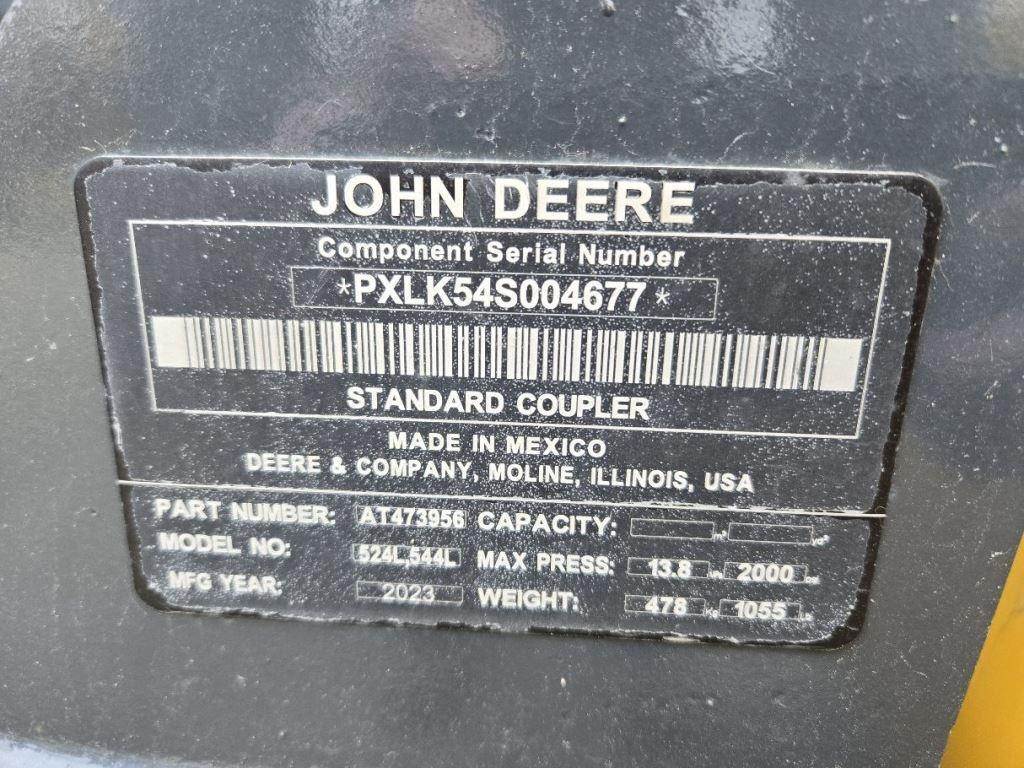 JOHN DEERE
Component Serial Number
*PXLK54S004677*
STANDARD COUPLER
MADE IN MEXICO
DEERE & COMPANY, MOLINE, ILLINOIS, USA
PART NUMBER: AT473956 CAPACITY:
MODEL NO: 524L,544L MAX PRESS: 13.8 2000
MFG YEAR: 2023 WEIGHT: 478 1055